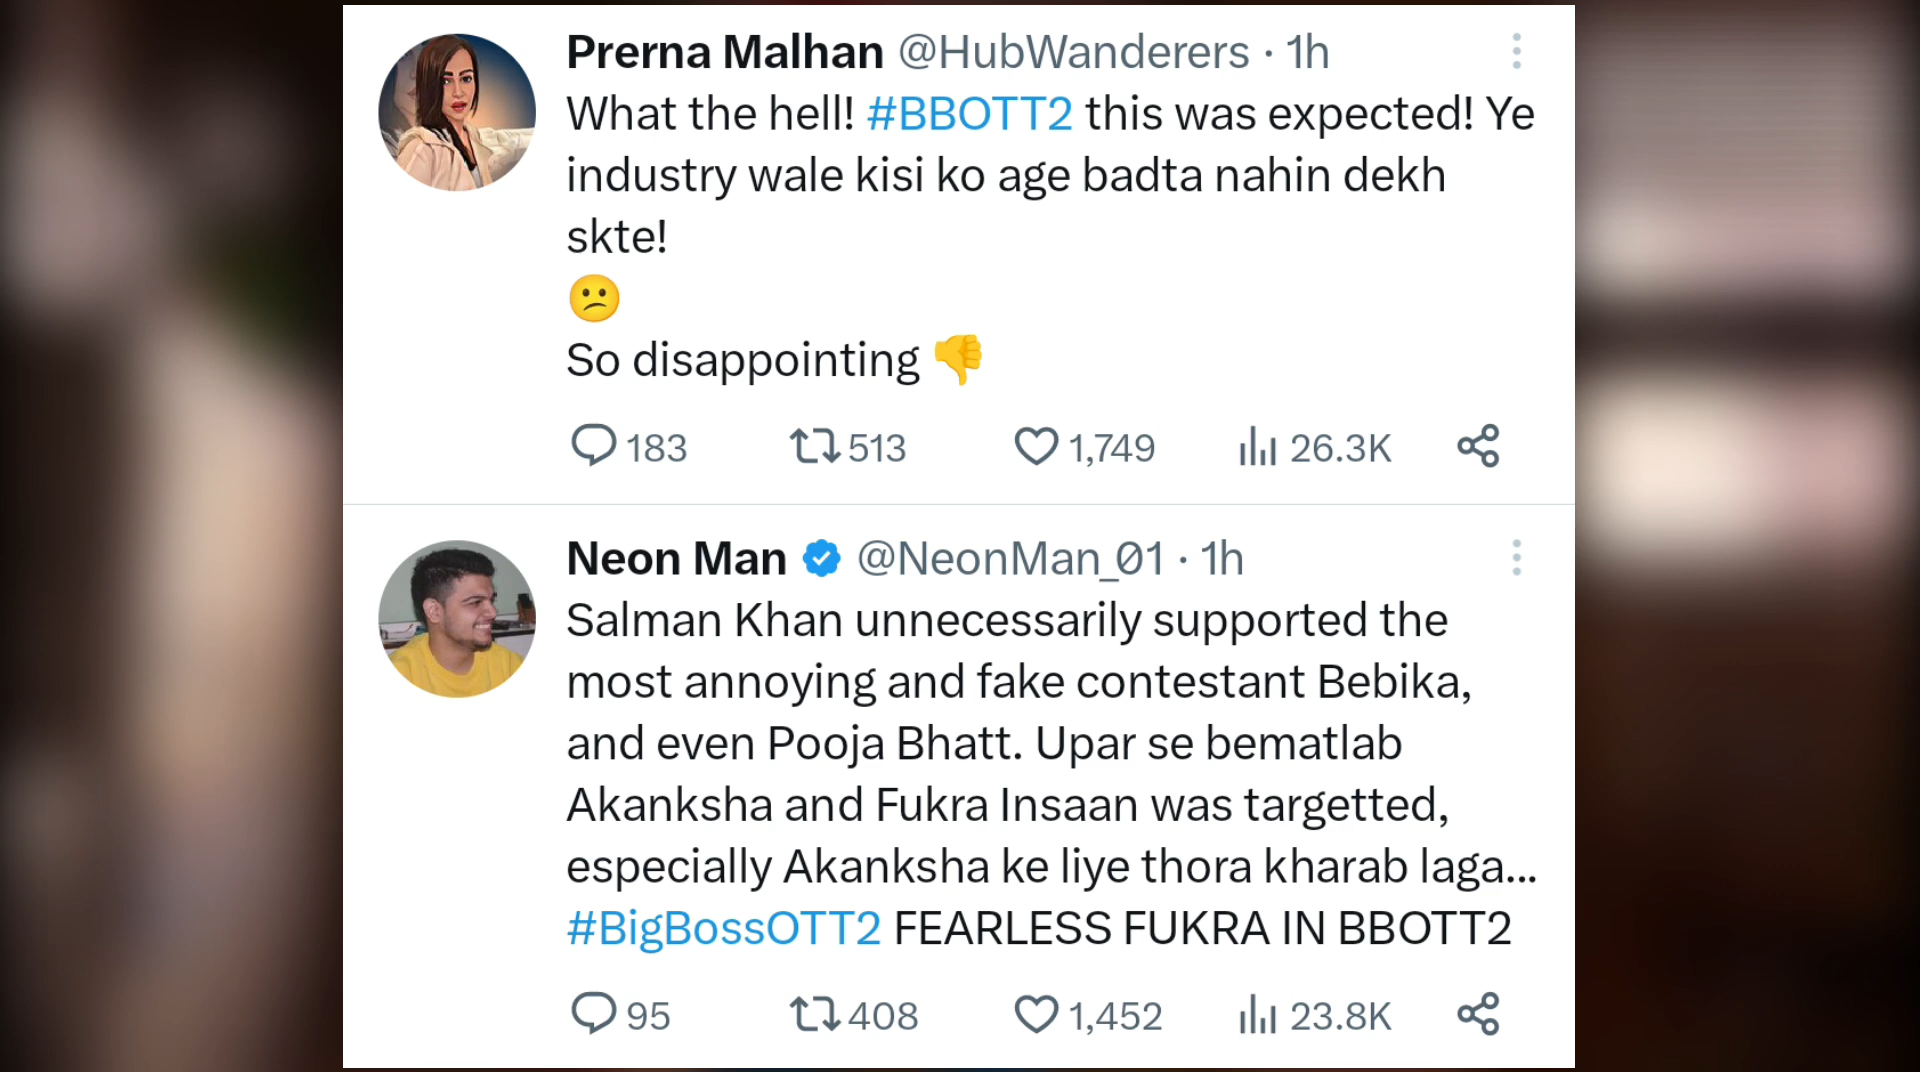 Prerna Malhan @HubWanderers · 1h
What the hell! #BBOTT2 this was expected! Ye
industry wale kisi ko age badta nahin dekh
skte!
😕
So disappointing 👎
183 513 1,749 26.3K
Neon Man @NeonMan_01 · 1h
Salman Khan unnecessarily supported the
most annoying and fake contestant Bebika,
and even Pooja Bhatt. Upar se bematlab
Akanksha and Fukra Insaan was targetted,
especially Akanksha ke liye thora kharab laga...
#BigBossOTT2 FEARLESS FUKRA IN BBOTT2
95 408 1,452 23.8K